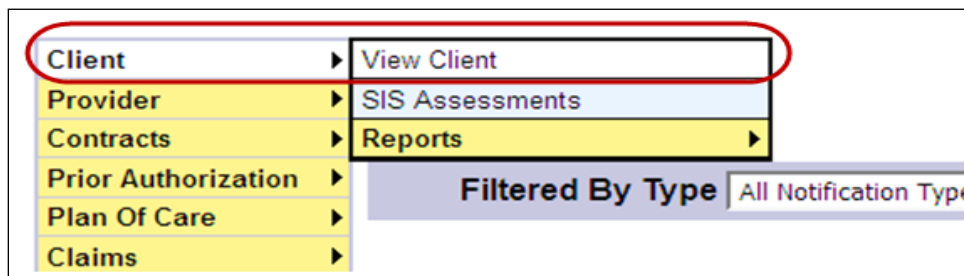 Client View Client
Provider SIS Assessments
Contracts Reports
Prior Authorization Filtered By Type All Notification Type
Plan Of Care
Claims